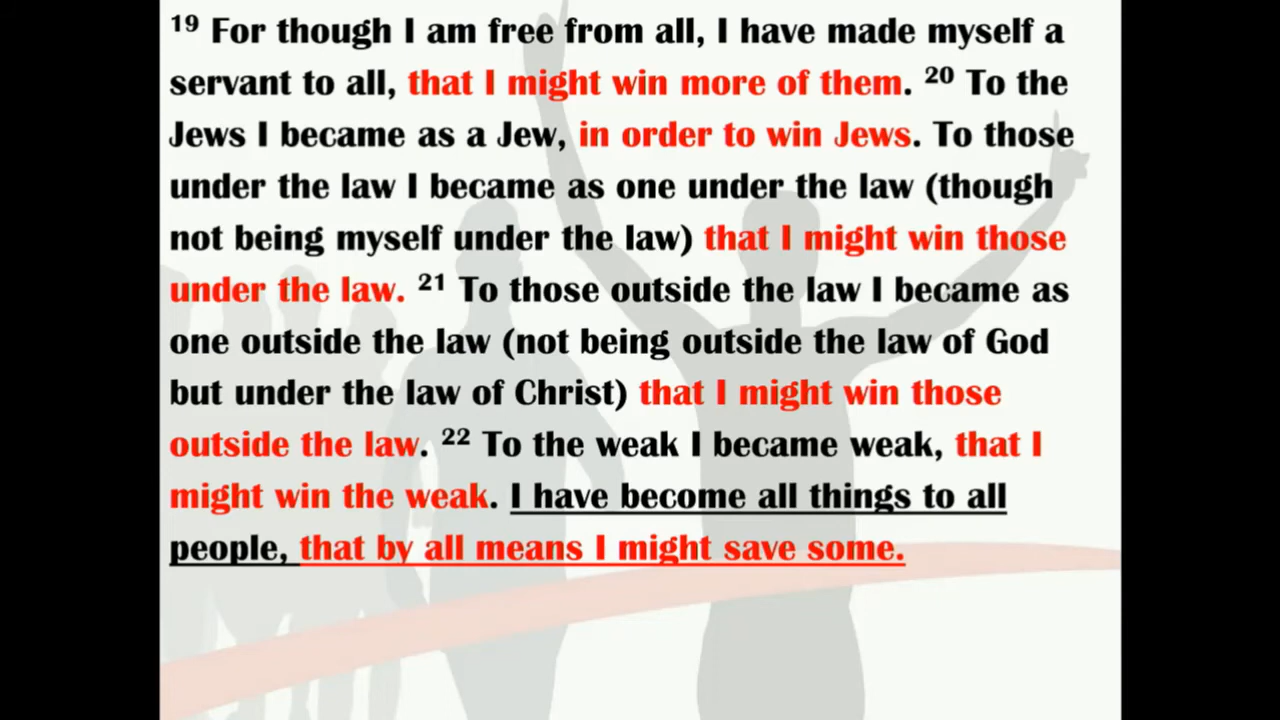 19 For though I am free from all, I have made myself a
servant to all, that I might win more of them. 20 To the
Jews I became as a Jew, in order to win Jews. To those
under the law I became as one under the law (though
not being myself under the law) that I might win those
under the law. 21 To those outside the law I became as
one outside the law (not being outside the law of God
but under the law of Christ) that I might win those
outside the law. 22 To the weak I became weak, that I
might win the weak. I have become all things to all
people, that by all means I might save some.